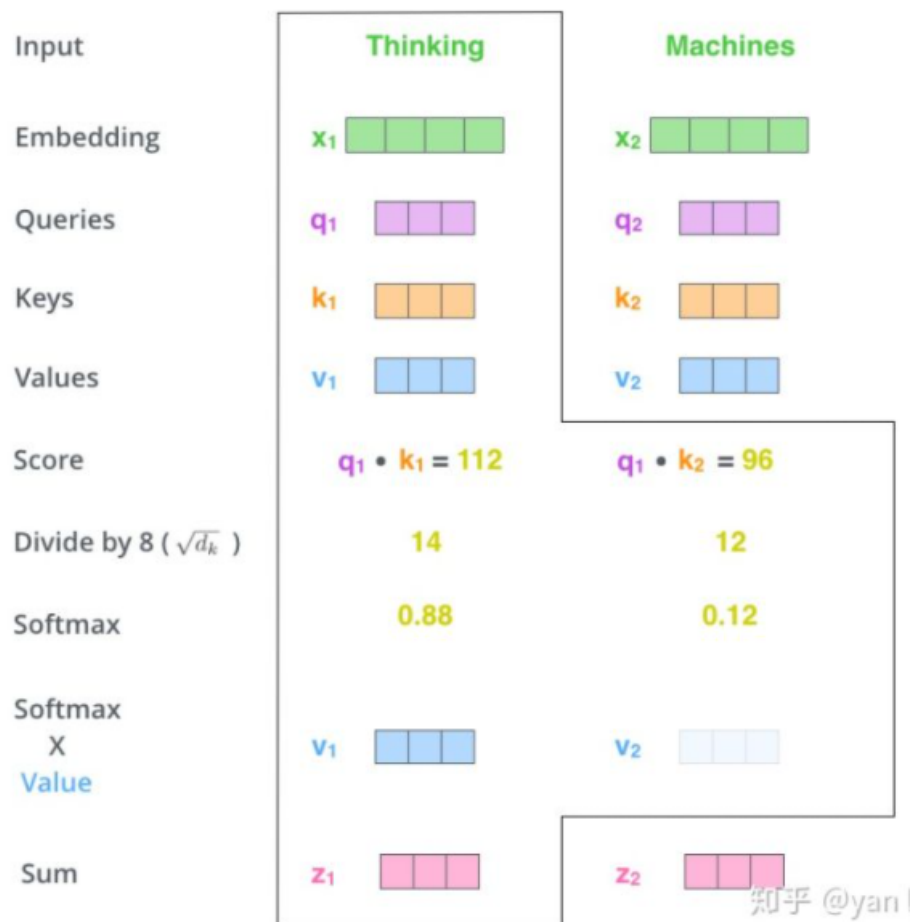 Input Thinking Machines
Embedding x₁ x₂
Queries q₁ q₂
Keys k₁ k₂
Values v₁ v₂
Score q₁ • k₁ = 112 q₁ • k₂ = 96
Divide by 8 ( √dₖ ) 14 12
Softmax 0.88 0.12
Softmax
X
Value
v₁ v₂
Sum z₁ z₂
知乎 @yan